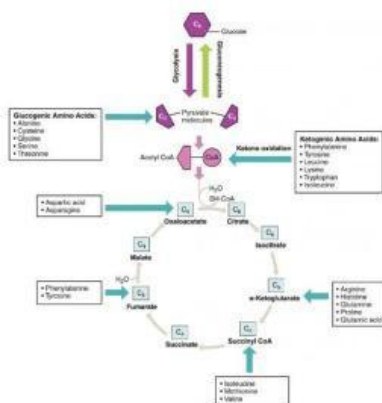 C₆
Glucose
Glycolysis
Gluconeogenesis
Glucogenic Amino Acids:
• Alanine
• Cysteine
• Glycine
• Serine
• Threonine
C₃
Pyruvate
molecules
C₃
Ketogenic Amino Acids:
• Phenylalanine
• Tyrosine
• Leucine
• Lysine
• Tryptophan
• Isoleucine
Ketone oxidation
Acetyl CoA
CoA
H₂O
SH-CoA
• Aspartic acid
• Asparagine
C₄
Oxaloacetate
C₆
Citrate
C₆
Isocitrate
C₄
Malate
H₂O
• Phenylalanine
• Tyrosine
C₄
Fumarate
C₅
α-Ketoglutarate
• Arginine
• Histidine
• Glutamine
• Proline
• Glutamic acid
C₄
Succinate
C₄
Succinyl CoA
• Isoleucine
• Methionine
• Valine